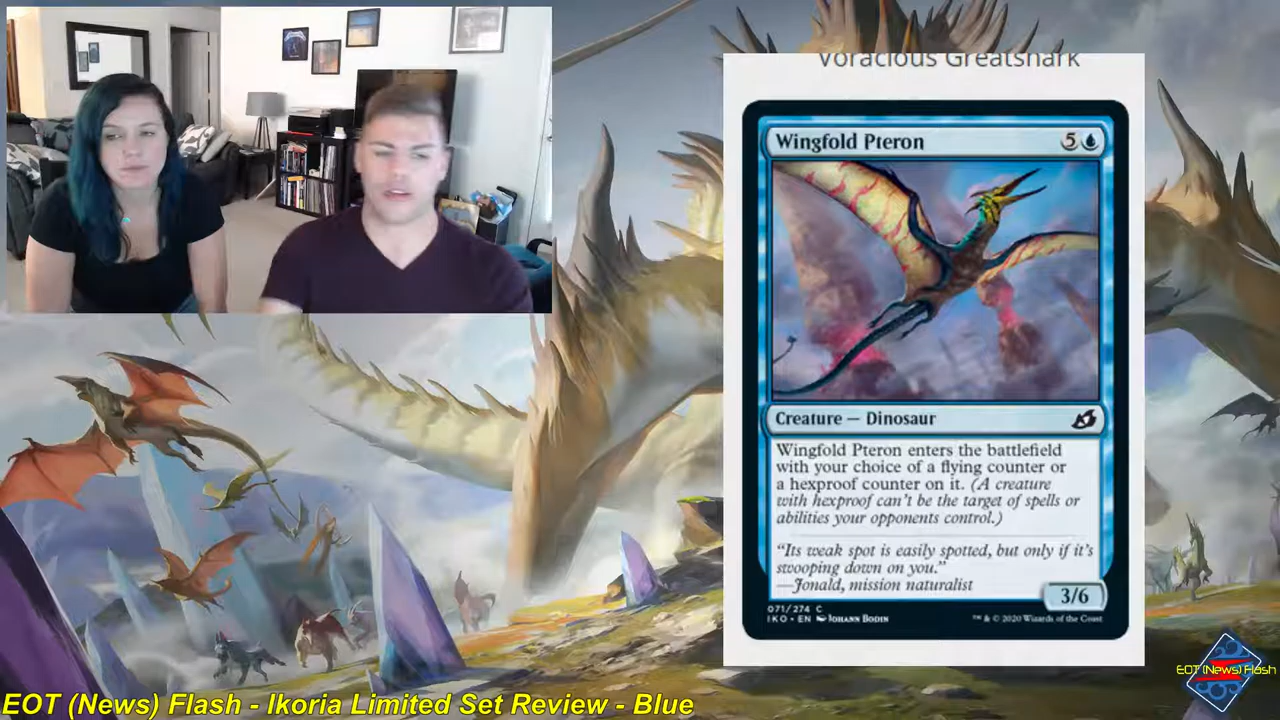 Voracious Greatshark
Wingfold Pteron 5
Creature — Dinosaur
Wingfold Pteron enters the battlefield
with your choice of a flying counter or
a hexproof counter on it. (A creature
with hexproof can't be the target of spells or
abilities your opponents control.)
"Its weak spot is easily spotted, but only if it's
swooping down on you."
—Jonald, mission naturalist
3/6
071/274 C
IKO • EN Johann Bodin
™ & © 2020 Wizards of the Coast
EOT (News) Flash
EOT (News) Flash - Ikoria Limited Set Review - Blue